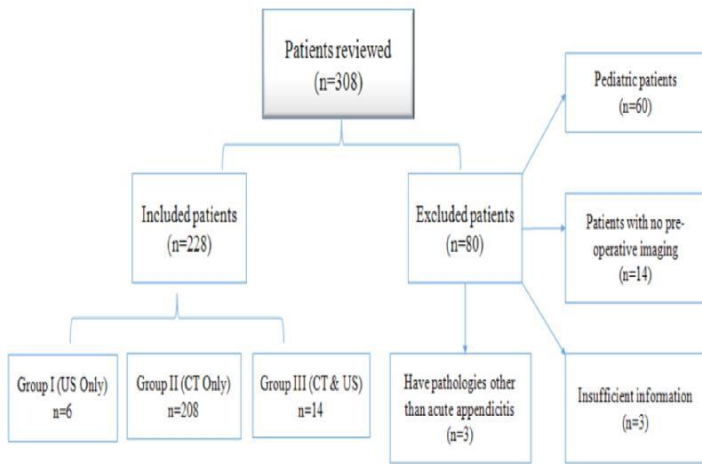 Patients reviewed
(n=308)
Pediatric patients
(n=60)
Included patients
(n=228)
Excluded patients
(n=80)
Patients with no pre-
operative imaging
(n=14)
Group I (US Only)
n=6
Group II (CT Only)
n=208
Group III (CT & US)
n=14
Have pathologies other
than acute appendicitis
(n=3)
Insufficient information
(n=3)